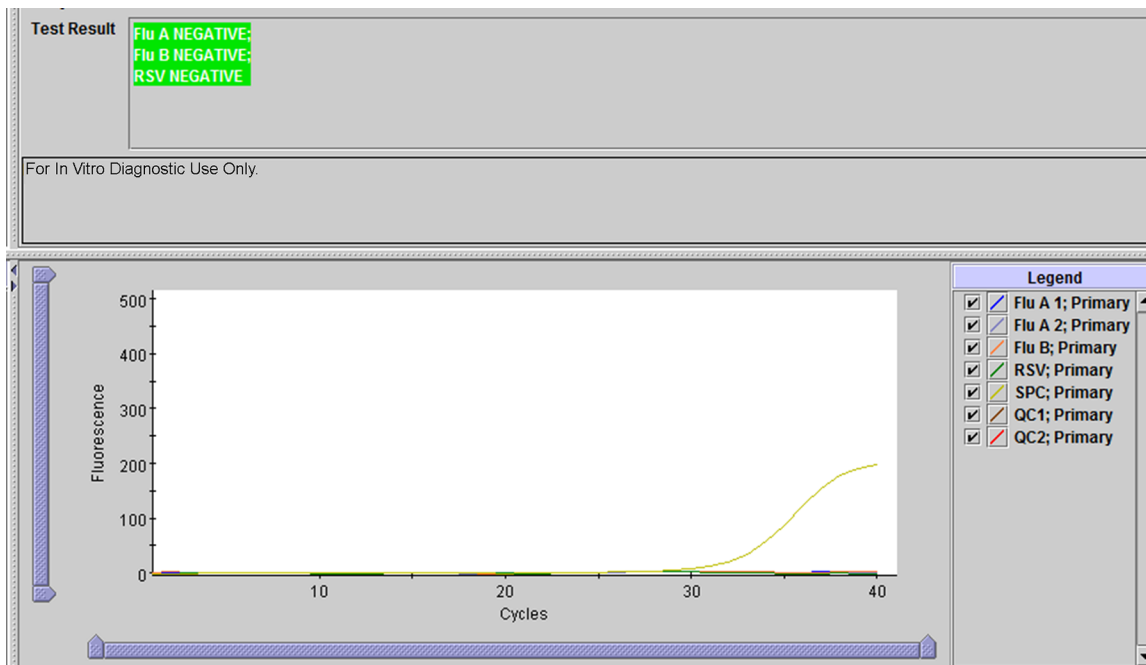 Test Result
Flu A NEGATIVE;
Flu B NEGATIVE;
RSV NEGATIVE
For In Vitro Diagnostic Use Only.
500
400
300
200
100
0
Fluorescence
10 20 30 40
Cycles
Legend
Flu A 1; Primary
Flu A 2; Primary
Flu B; Primary
RSV; Primary
SPC; Primary
QC1; Primary
QC2; Primary